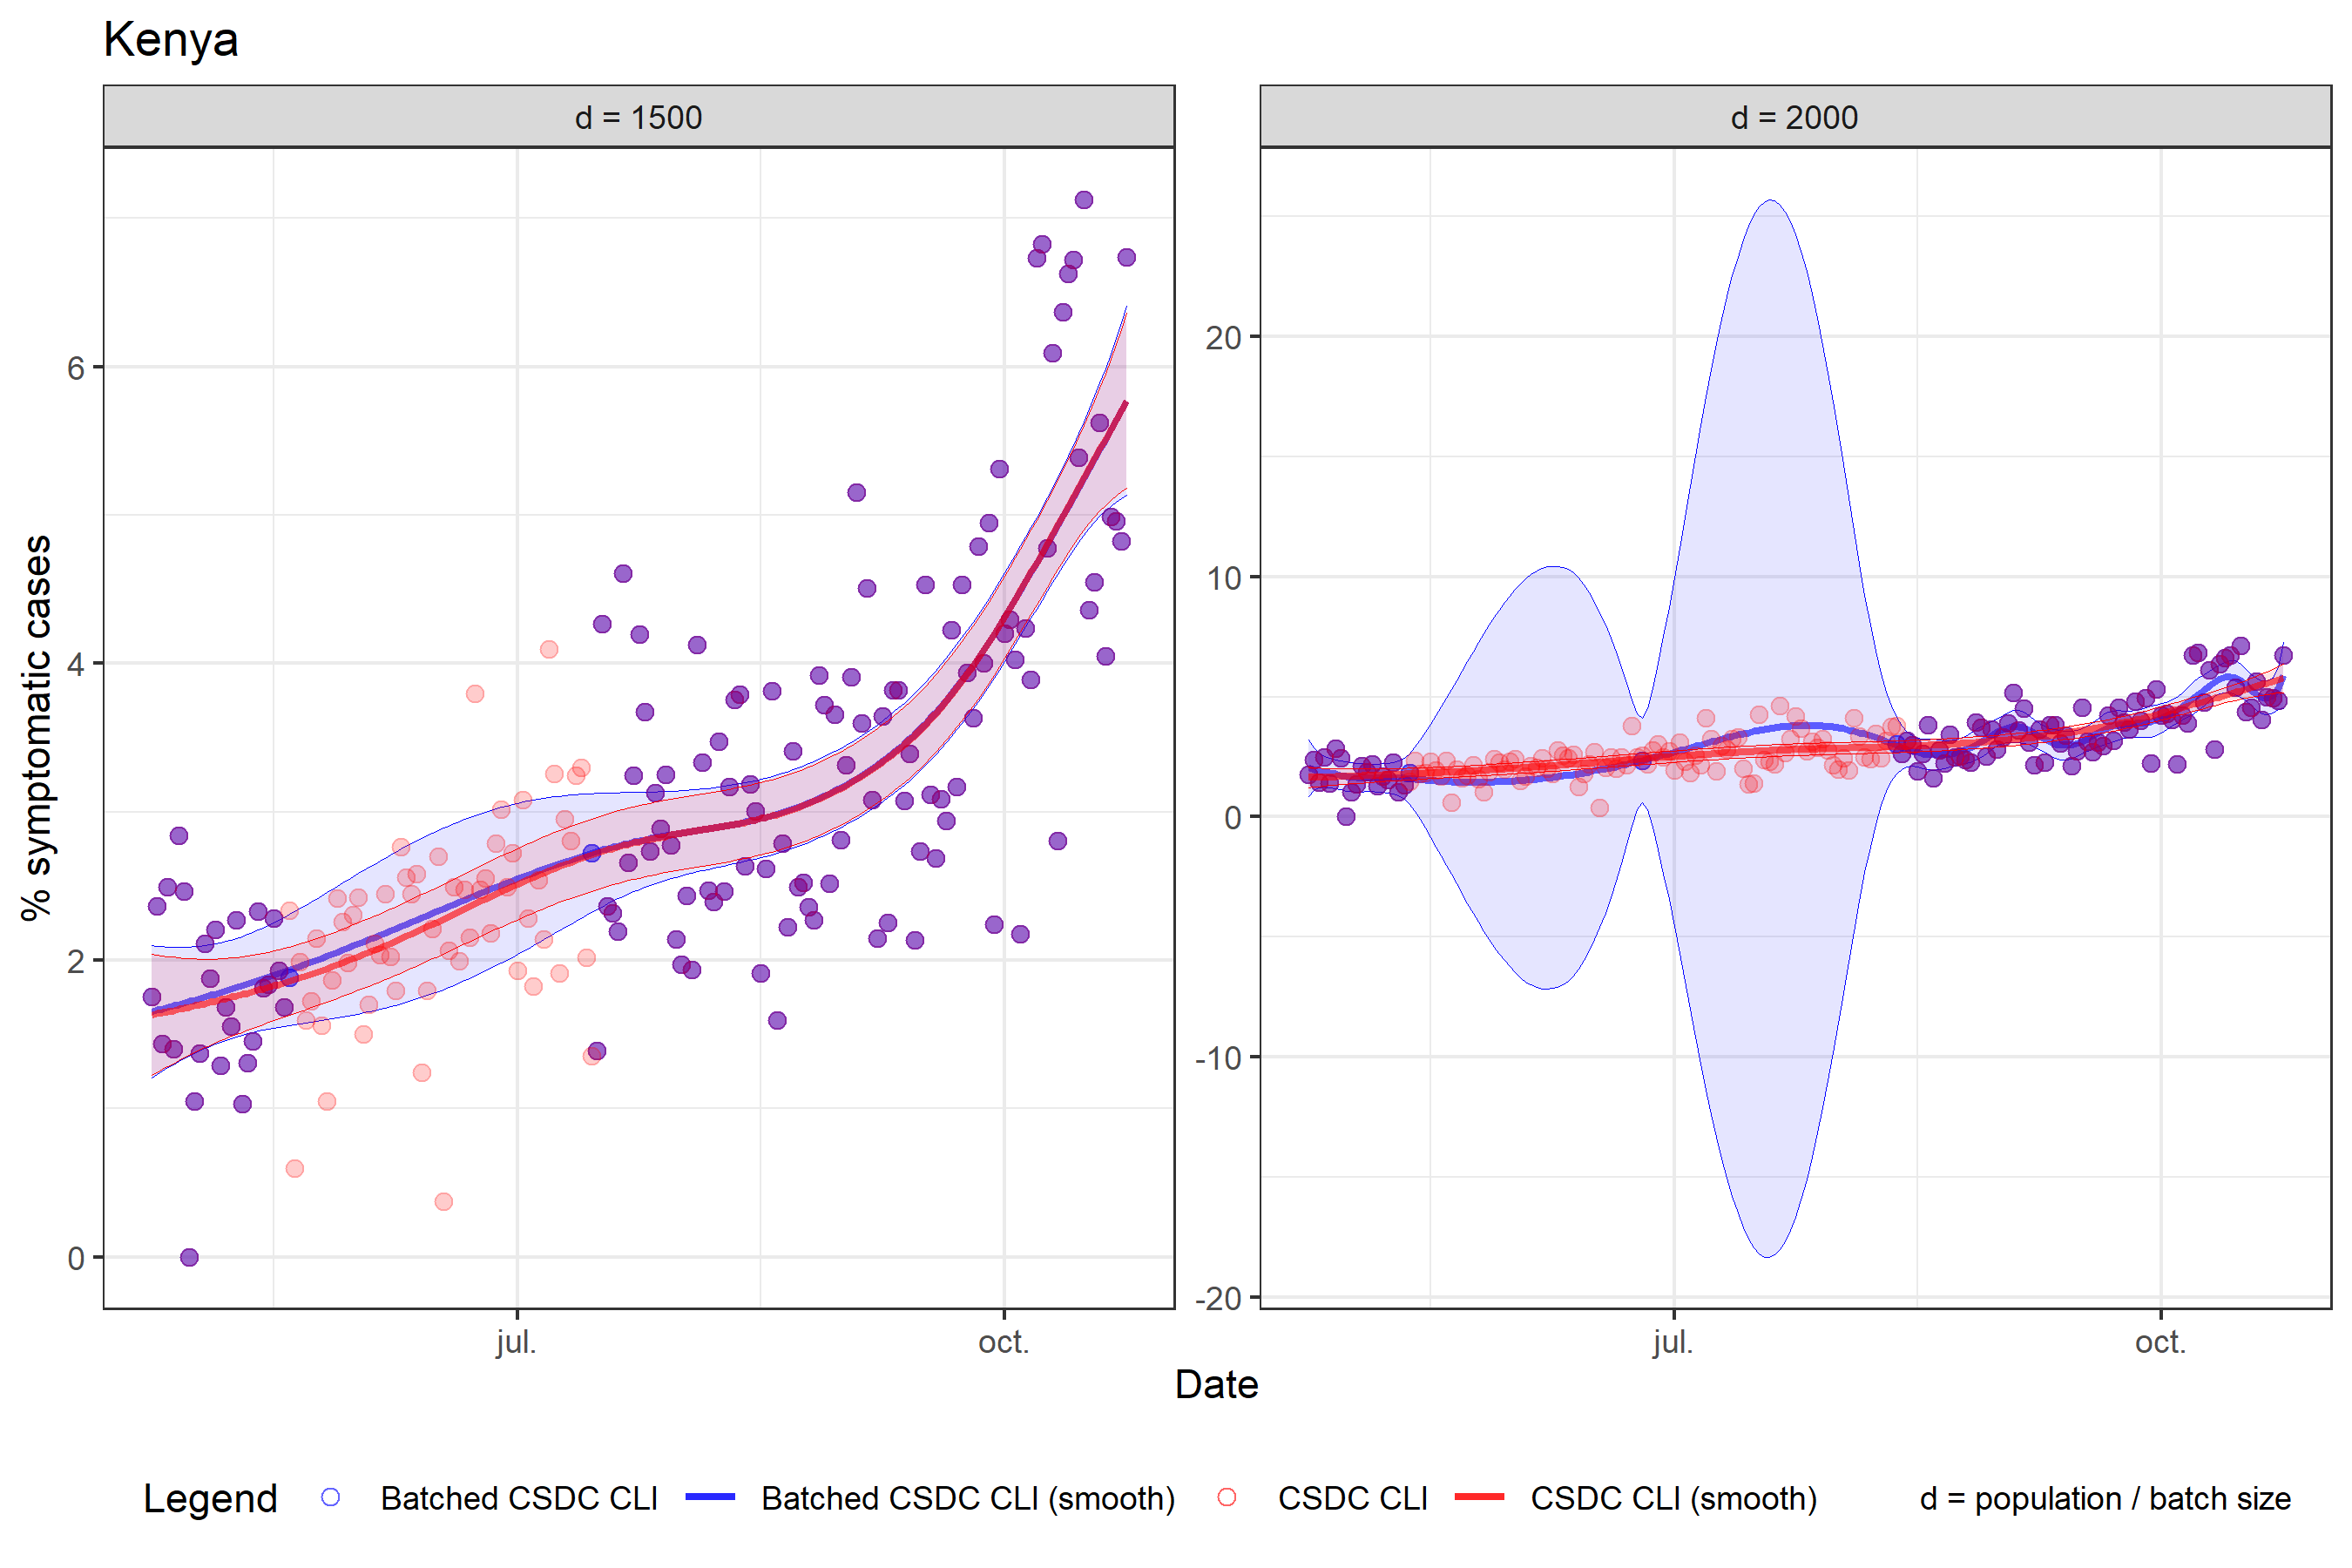 Kenya
d = 1500
d = 2000
% symptomatic cases
6
4
2
0
20
10
0
-10
-20
jul.
oct.
jul.
oct.
Date
Legend
Batched CSDC CLI
Batched CSDC CLI (smooth)
CSDC CLI
CSDC CLI (smooth)
d = population / batch size